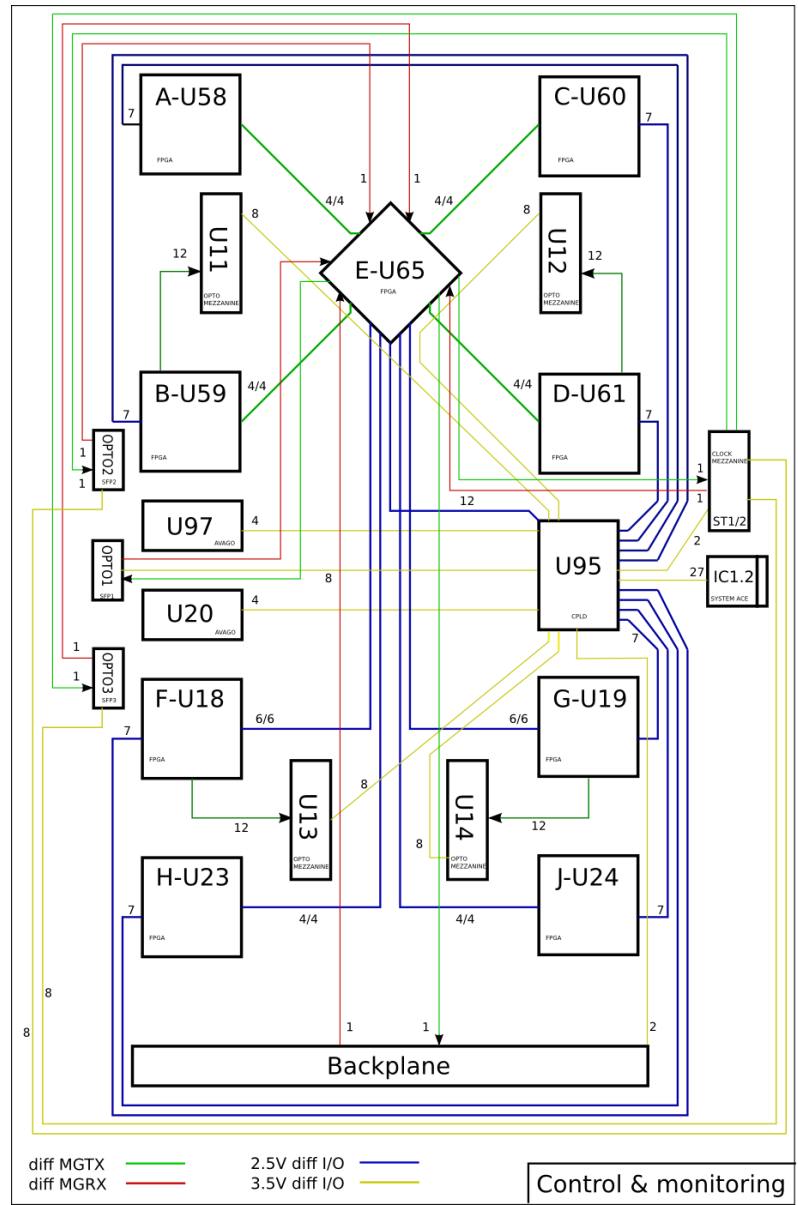 A-U58
FPGA
7
C-U60
FPGA
7
1
1
4/4
4/4
U11
OPTO
MEZZANINE
8
12
E-U65
FPGA
U12
OPTO
MEZZANINE
8
12
B-U59
FPGA
7
4/4
D-U61
FPGA
7
4/4
OPTO2
SFP2
1
1
CLOCK
MEZZANINE
ST1/2
1
1
2
12
U97
AVAGO
4
OPTO1
SFP1
8
U95
CPLD
27
IC1.2
SYSTEM ACE
U20
AVAGO
4
7
OPTO3
SFP3
1
1
F-U18
FPGA
7
6/6
G-U19
FPGA
6/6
U13
OPTO
MEZZANINE
8
12
U14
OPTO
MEZZANINE
8
12
H-U23
FPGA
7
4/4
J-U24
FPGA
7
4/4
8
8
1
1
2
Backplane
diff MGTX
diff MGRX
2.5V diff I/O
3.5V diff I/O
Control & monitoring